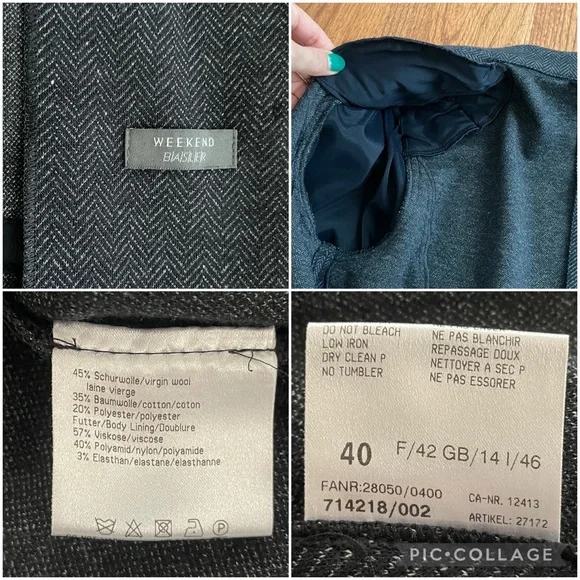 WEEKEND
BIAISILIEIR
45% Schurwolle/virgin wool
laine vierge
35% Baumwolle/cotton/coton
20% Polyester/polyester
Futter/Body Lining/Doublure
57% Viskose/viscose
40% Polyamid/nylon/polyamide
3% Elasthan/elastane/elasthanne
DO NOT BLEACH
LOW IRON
DRY CLEAN P
NO TUMBLER
NE PAS BLANCHIR
REPASSAGE DOUX
NETTOYER A SEC P
NE PAS ESSORER
40 F/42 GB/14 I/46
FANR:28050/0400 CA-NR. 12413
714218/002 ARTIKEL: 27172
PIC•COLLAGE